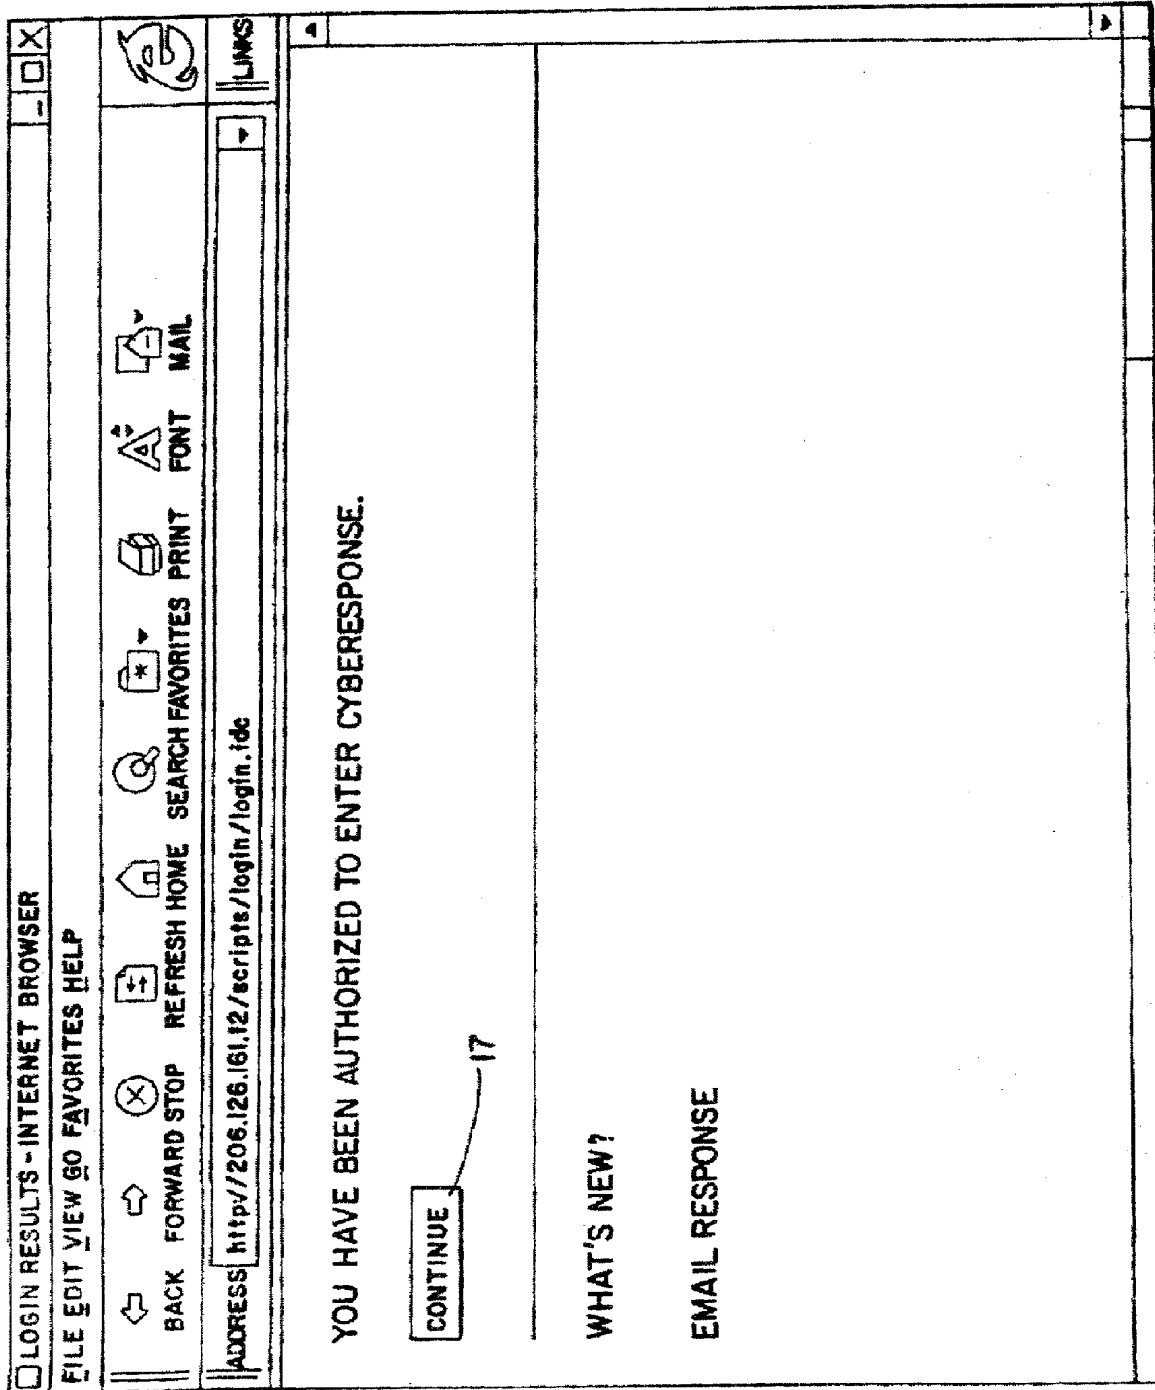 LOGIN RESULTS - INTERNET BROWSER
FILE EDIT VIEW GO FAVORITES HELP
BACK FORWARD STOP REFRESH HOME SEARCH FAVORITES PRINT FONT MAIL
ADDRESS http://206.126.161.12/scripts/login/login.idc LINKS
YOU HAVE BEEN AUTHORIZED TO ENTER CYBERESPONSE.
CONTINUE
17
WHAT'S NEW?
EMAIL RESPONSE